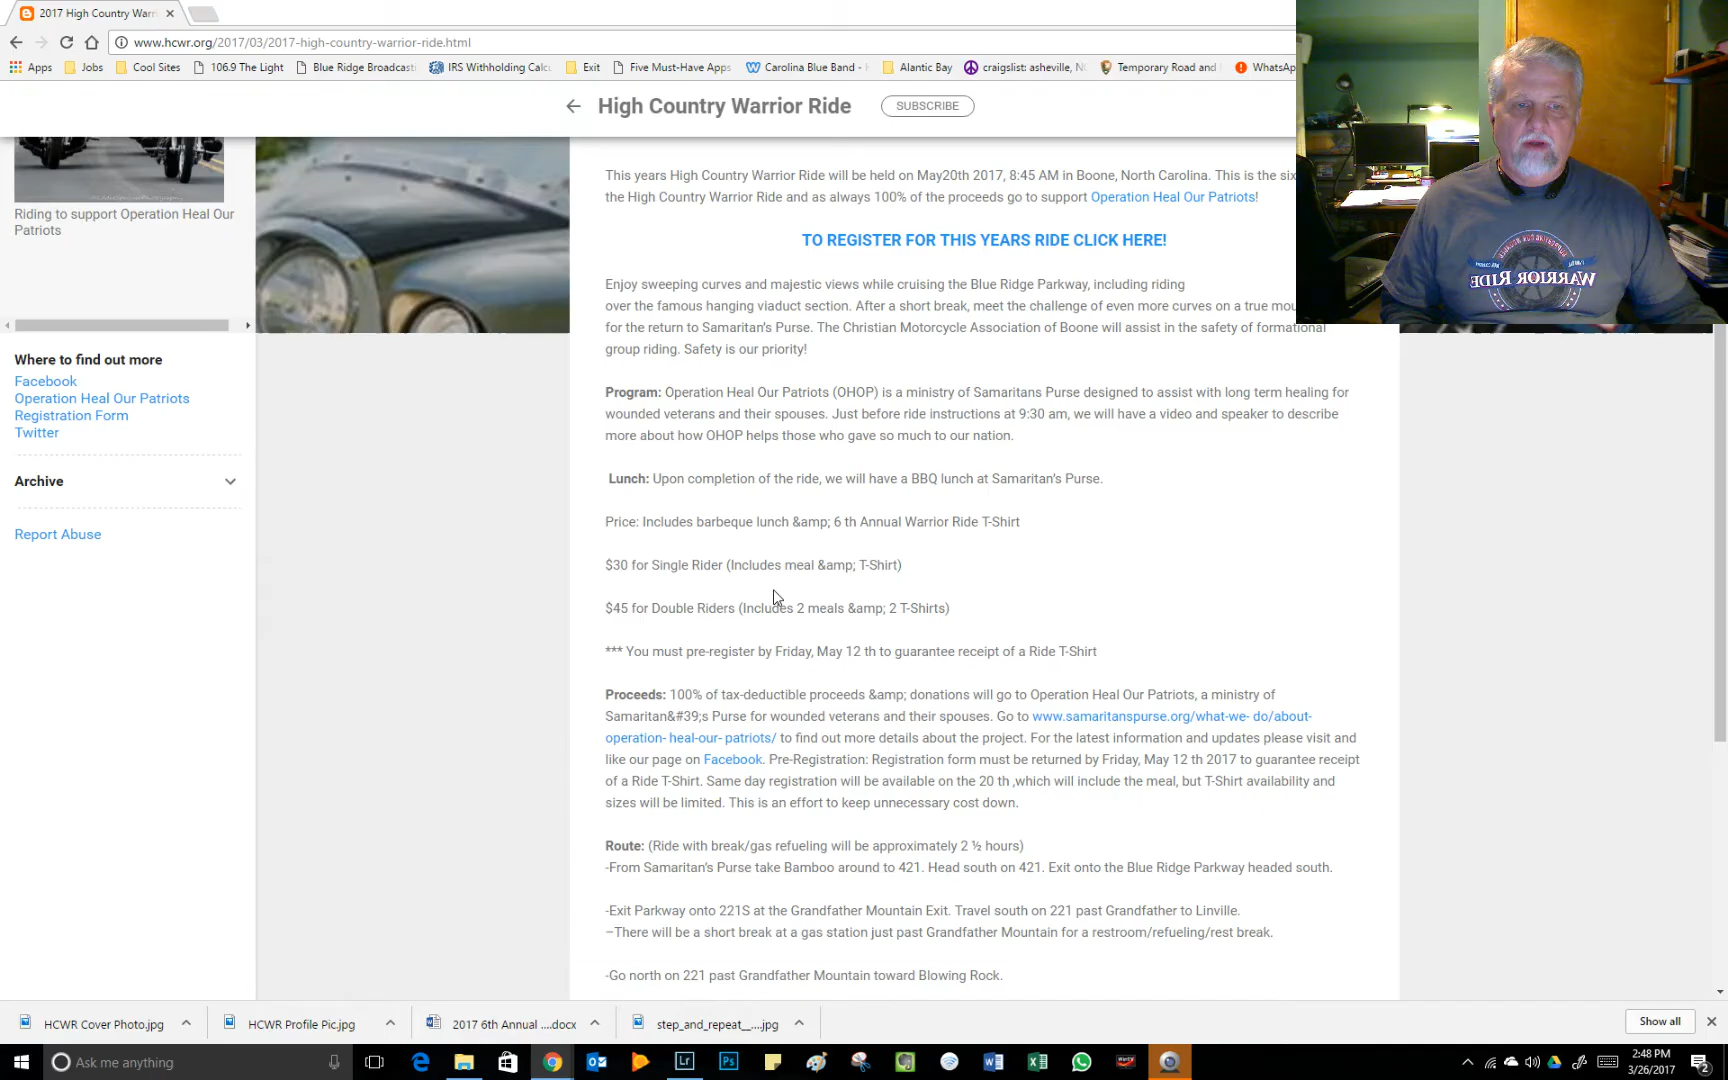 2017 High Country Warr
www.hcwr.org/2017/03/2017-high-country-warrior-ride.html
Apps Jobs Cool Sites 106.9 The Light Blue Ridge Broadcasti IRS Withholding Calc Exit Five Must-Have Apps Carolina Blue Band - Alantic Bay craigslist: asheville, NC Temporary Road and WhatsAp
High Country Warrior Ride SUBSCRIBE
Riding to support Operation Heal Our
Patriots
Where to find out more
Facebook
Operation Heal Our Patriots
Registration Form
Twitter
Archive
Report Abuse
This years High Country Warrior Ride will be held on May20th 2017, 8:45 AM in Boone, North Carolina. This is the six
the High Country Warrior Ride and as always 100% of the proceeds go to support Operation Heal Our Patriots!
TO REGISTER FOR THIS YEARS RIDE CLICK HERE!
Enjoy sweeping curves and majestic views while cruising the Blue Ridge Parkway, including riding
over the famous hanging viaduct section. After a short break, meet the challenge of even more curves on a true mou
for the return to Samaritan's Purse. The Christian Motorcycle Association of Boone will assist in the safety of formational
group riding. Safety is our priority!
Program: Operation Heal Our Patriots (OHOP) is a ministry of Samaritans Purse designed to assist with long term healing for
wounded veterans and their spouses. Just before ride instructions at 9:30 am, we will have a video and speaker to describe
more about how OHOP helps those who gave so much to our nation.
Lunch: Upon completion of the ride, we will have a BBQ lunch at Samaritan's Purse.
Price: Includes barbeque lunch &amp; 6 th Annual Warrior Ride T-Shirt
$30 for Single Rider (Includes meal &amp; T-Shirt)
$45 for Double Riders (Includes 2 meals &amp; 2 T-Shirts)
*** You must pre-register by Friday, May 12 th to guarantee receipt of a Ride T-Shirt
Proceeds: 100% of tax-deductible proceeds &amp; donations will go to Operation Heal Our Patriots, a ministry of
Samaritan&#39;s Purse for wounded veterans and their spouses. Go to www.samaritanspurse.org/what-we- do/about-
operation- heal-our- patriots/ to find out more details about the project. For the latest information and updates please visit and
like our page on Facebook. Pre-Registration: Registration form must be returned by Friday, May 12 th 2017 to guarantee receipt
of a Ride T-Shirt. Same day registration will be available on the 20 th ,which will include the meal, but T-Shirt availability and
sizes will be limited. This is an effort to keep unnecessary cost down.
Route: (Ride with break/gas refueling will be approximately 2 ½ hours)
-From Samaritan's Purse take Bamboo around to 421. Head south on 421. Exit onto the Blue Ridge Parkway headed south.
-Exit Parkway onto 221S at the Grandfather Mountain Exit. Travel south on 221 past Grandfather to Linville.
–There will be a short break at a gas station just past Grandfather Mountain for a restroom/refueling/rest break.
-Go north on 221 past Grandfather Mountain toward Blowing Rock.
WARRIOR RIDE
HCWR Cover Photo.jpg HCWR Profile Pic.jpg 2017 6th Annual ....docx step_and_repeat__...jpg Show all
Ask me anything
2:48 PM
3/26/2017